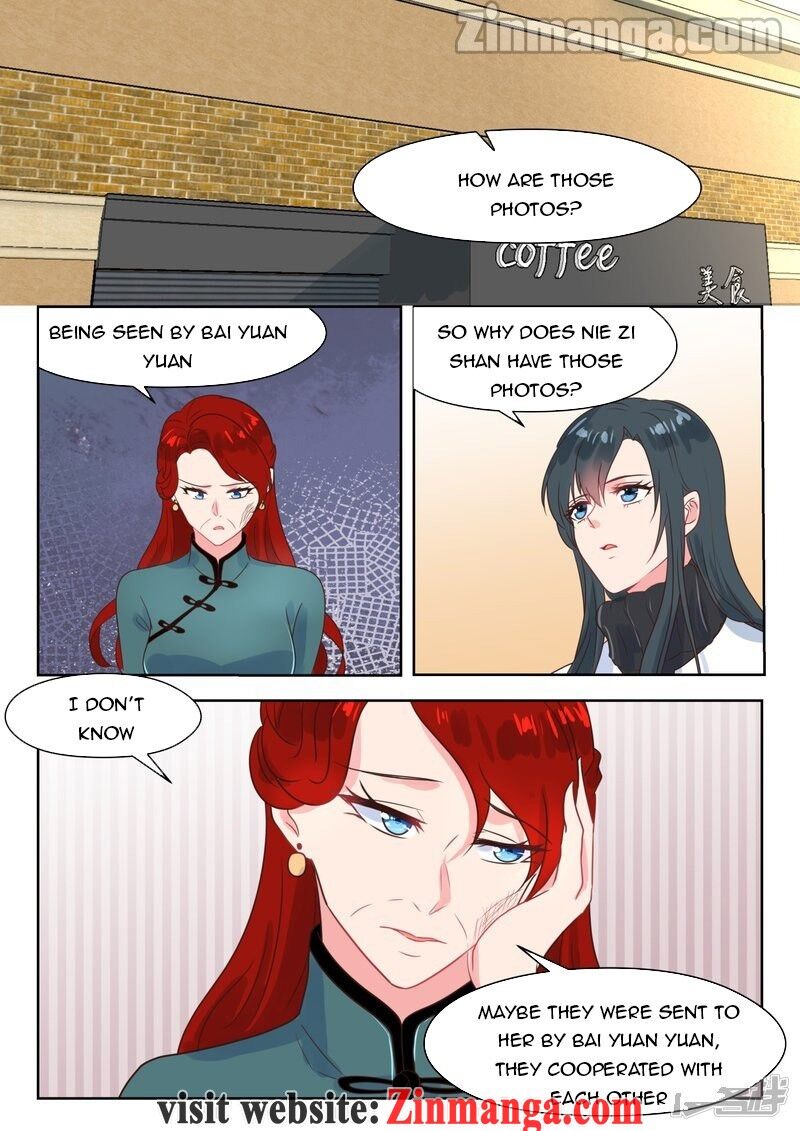 Zinmanga.com
HOW ARE THOSE
PHOTOS?
COFFee
美食
BEING SEEN BY BAI YUAN
YUAN
SO WHY DOES NIE ZI
SHAN HAVE THOSE
PHOTOS?
I DON'T
KNOW
MAYBE THEY WERE SENT TO
HER BY BAI YUAN YUAN,
THEY COOPERATED WITH
EACH OTHER
visit website: Zinmanga.com